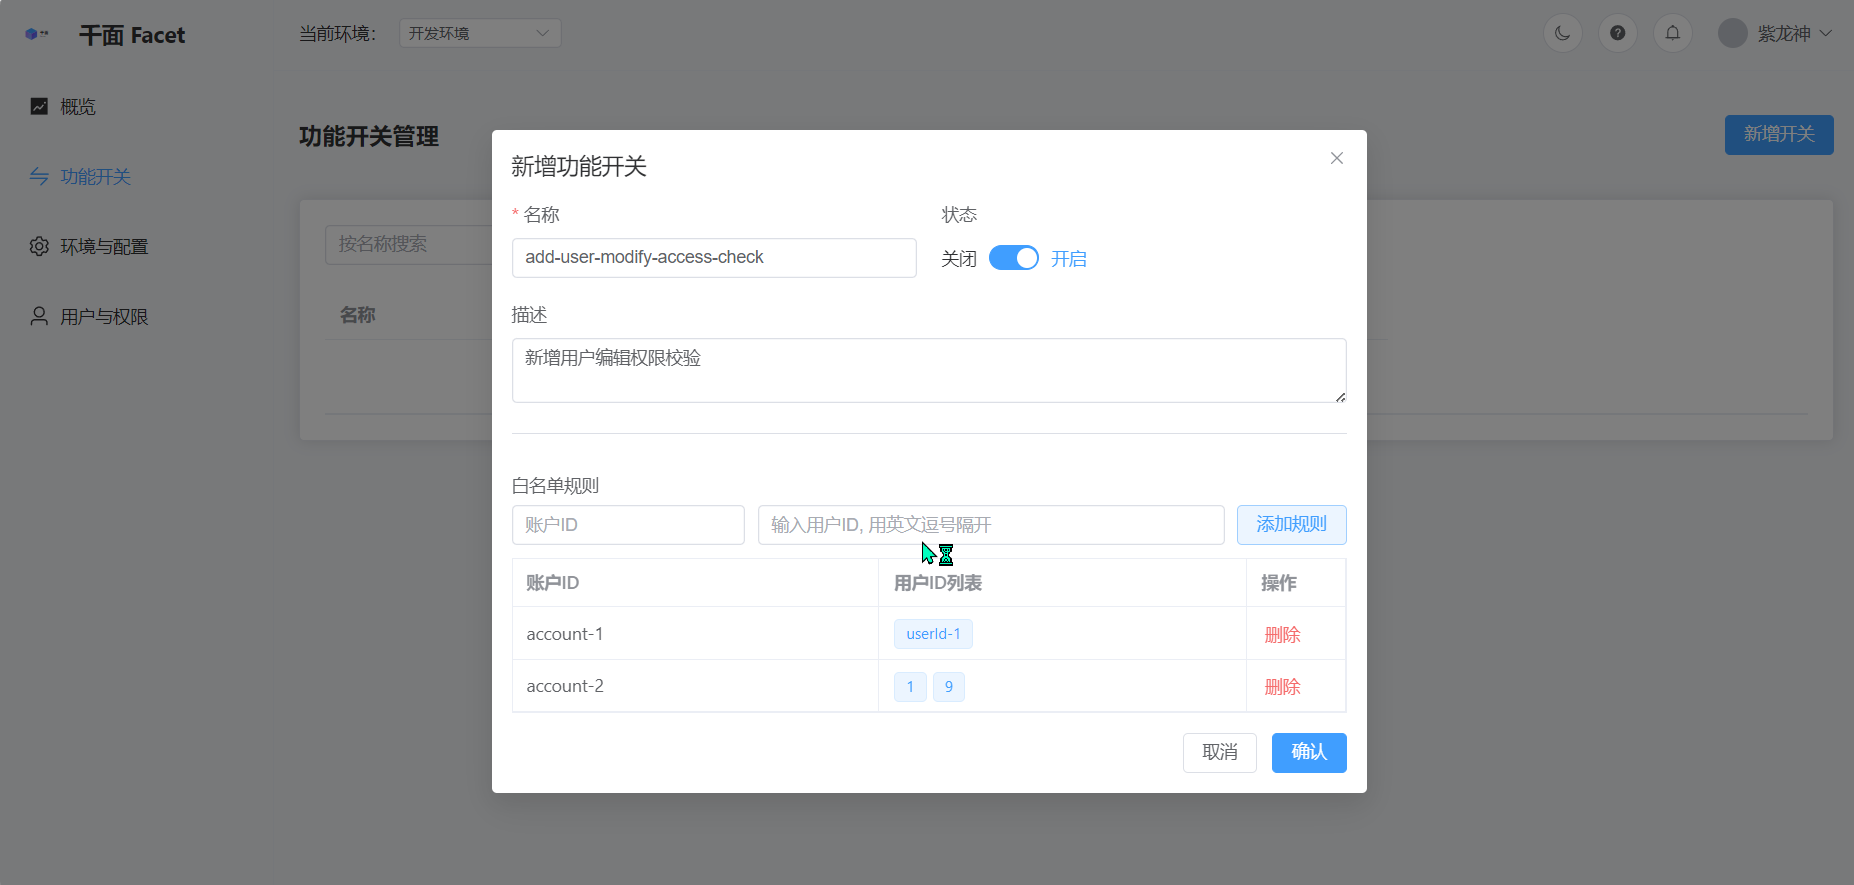 千面 Facet
当前环境：
开发环境
紫龙神
概览
功能开关
环境与配置
用户与权限
功能开关管理
新增开关
按名称搜索
名称
新增功能开关
* 名称
状态
add-user-modify-access-check
关闭 开启
描述
新增用户编辑权限校验
白名单规则
账户ID
输入用户ID, 用英文逗号隔开
添加规则
账户ID 用户ID列表 操作
account-1 userId-1 删除
account-2 1 9 删除
取消 确认